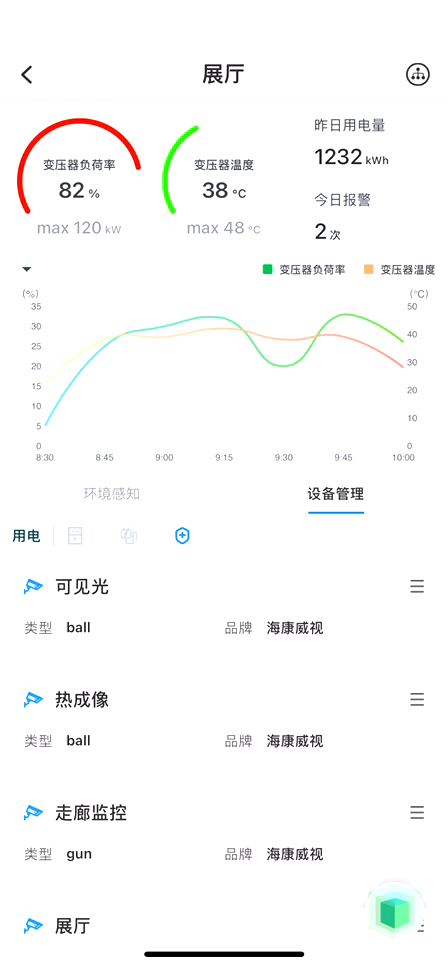 展厅
变压器负荷率
82 %
max 120 kW
变压器温度
38 °C
max 48 °C
昨日用电量
1232 kWh
今日报警
2 次
变压器负荷率
变压器温度
(%)
(°C)
35
30
25
20
15
10
5
0
50
40
30
20
10
0
8:30
8:45
9:00
9:15
9:30
9:45
10:00
环境感知
设备管理
用电
可见光
类型 ball
品牌 海康威视
热成像
类型 ball
品牌 海康威视
走廊监控
类型 gun
品牌 海康威视
展厅